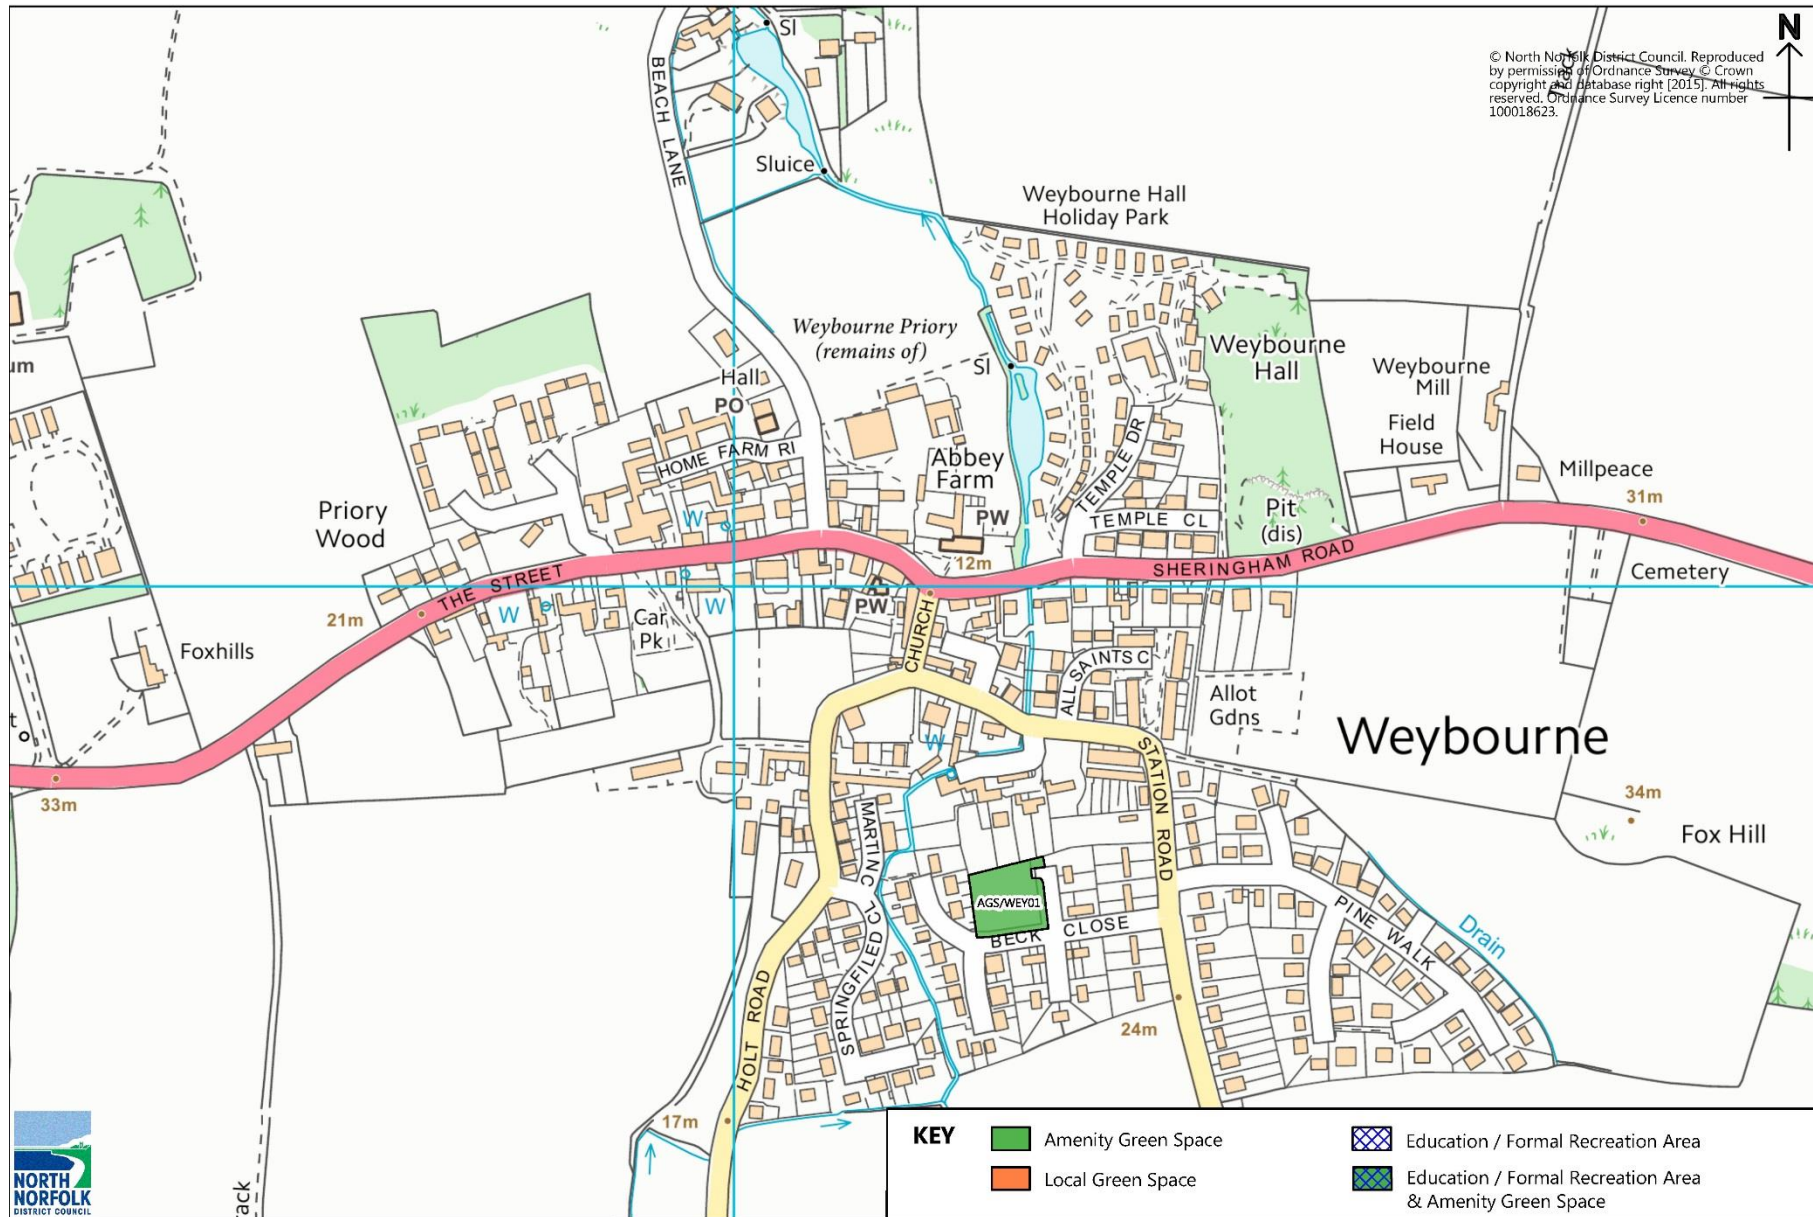 SI
N
© North Norfolk District Council. Reproduced
by permission of Ordnance Survey © Crown
copyright and database right [2015]. All rights
reserved. Ordnance Survey Licence number
100018623.
Track
BEACH LANE
Sluice
Weybourne Hall
Holiday Park
Weybourne Priory
(remains of)
SI
Weybourne
Hall
Weybourne
Mill
Field
House
um
Hall
PO
HOME FARM RI
Abbey
Farm
TEMPLE DR
Millpeace
31m
Priory
Wood
W
PW
TEMPLE CL
Pit
(dis)
12m
SHERINGHAM ROAD
Cemetery
THE STREET
21m
W
W
PW
Car
Pk
CHURCH
Foxhills
ALL SAINTS C
Allot
Gdns
t
Weybourne
W
STATION ROAD
33m
34m
Fox Hill
MARTIN C
AGS/WEY01
BECK CLOSE
PINE WALK
Drain
SPRINGFILED CL
HOLT ROAD
24m
17m
rack
NORTH
NORFOLK
DISTRICT COUNCIL
KEY
Amenity Green Space
Local Green Space
Education / Formal Recreation Area
Education / Formal Recreation Area
& Amenity Green Space